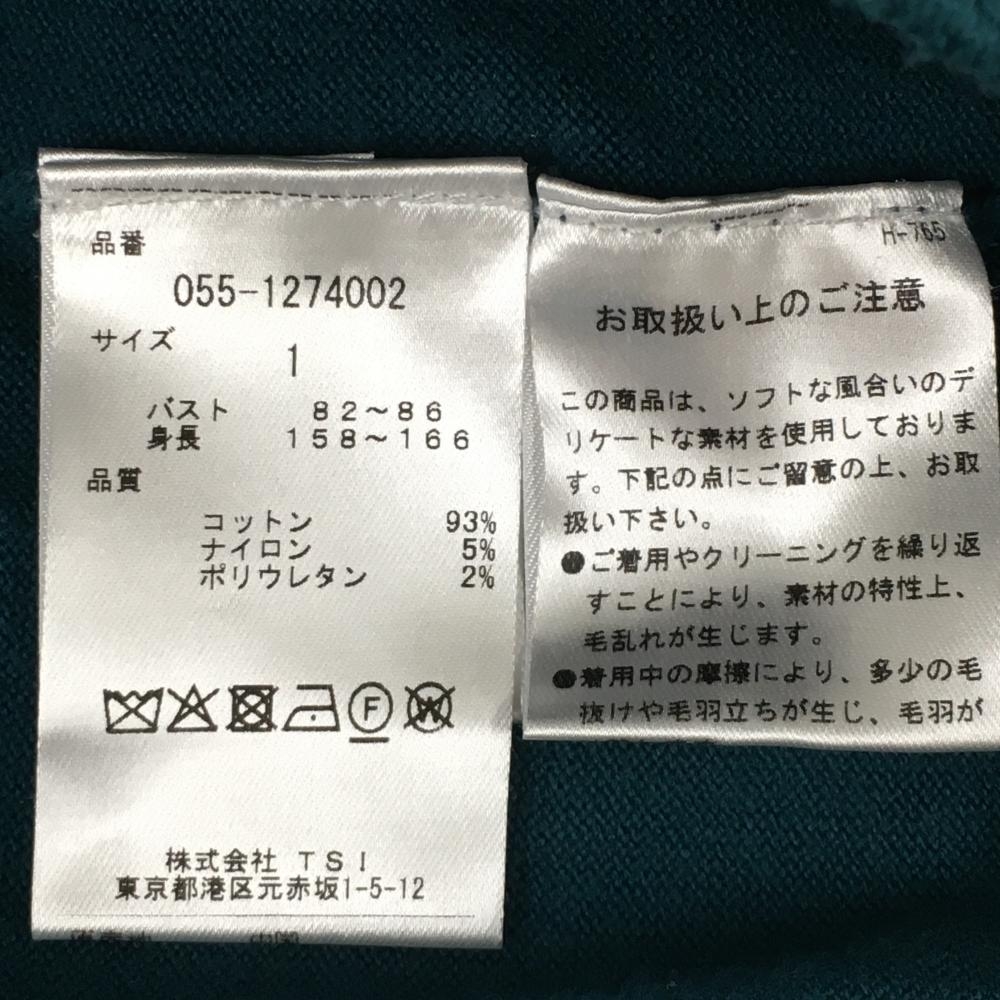 品番
055-1274002
サイズ
1
バスト 82～86
身長 158～166
品質
コットン 93%
ナイロン 5%
ポリウレタン 2%
F
W
株式会社 TSI
東京都港区元赤坂1-5-12
H-765
お取扱い上のご注意
この商品は、ソフトな風合いのデ
リケートな素材を使用しておりま
す。下記の点にご留意の上、お取
扱い下さい。
●ご着用やクリーニングを繰り返
すことにより、素材の特性上、
毛乱れが生じます。
●着用中の摩擦により、多少の毛
抜けや毛羽立ちが生じ、毛羽が